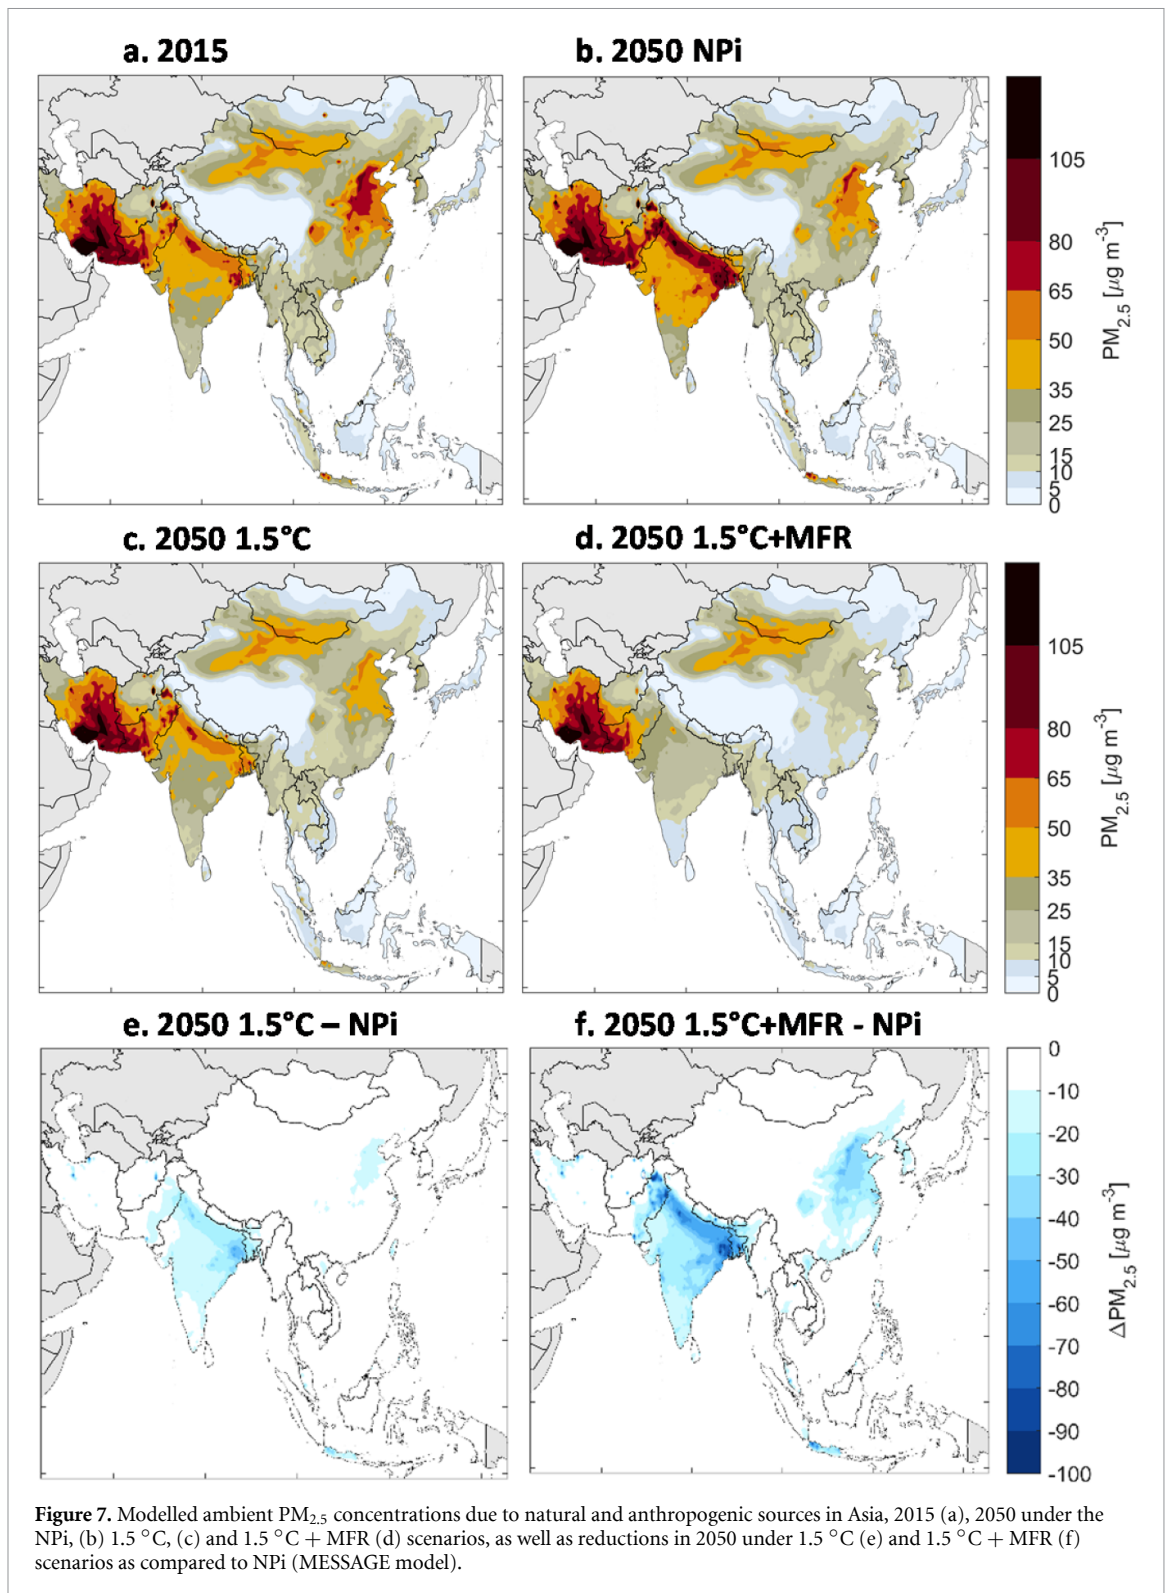 a. 2015
b. 2050 NPi
105
80
65
50
35
25
15
10
5
0
PM2.5 [µg m-3]
c. 2050 1.5°C
d. 2050 1.5°C+MFR
105
80
65
50
35
25
15
10
5
0
PM2.5 [µg m-3]
e. 2050 1.5°C – NPi
f. 2050 1.5°C+MFR - NPi
0
-10
-20
-30
-40
-50
-60
-70
-80
-90
-100
ΔPM2.5 [µg m-3]
Figure 7. Modelled ambient PM2.5 concentrations due to natural and anthropogenic sources in Asia, 2015 (a), 2050 under the
NPi, (b) 1.5 °C, (c) and 1.5 °C + MFR (d) scenarios, as well as reductions in 2050 under 1.5 °C (e) and 1.5 °C + MFR (f)
scenarios as compared to NPi (MESSAGE model).